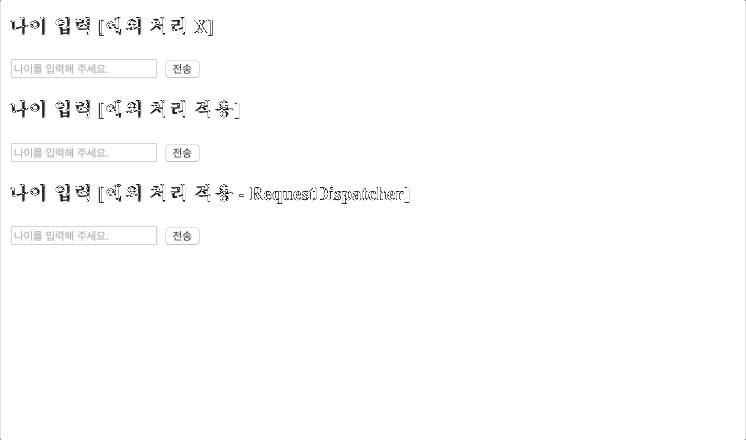 나이 입력 [예외 처리 X]
나이를 입력해 주세요.
전송
나이 입력 [예외 처리 적용]
나이를 입력해 주세요.
전송
나이 입력 [예외 처리 적용 - RequestDispatcher]
나이를 입력해 주세요.
전송